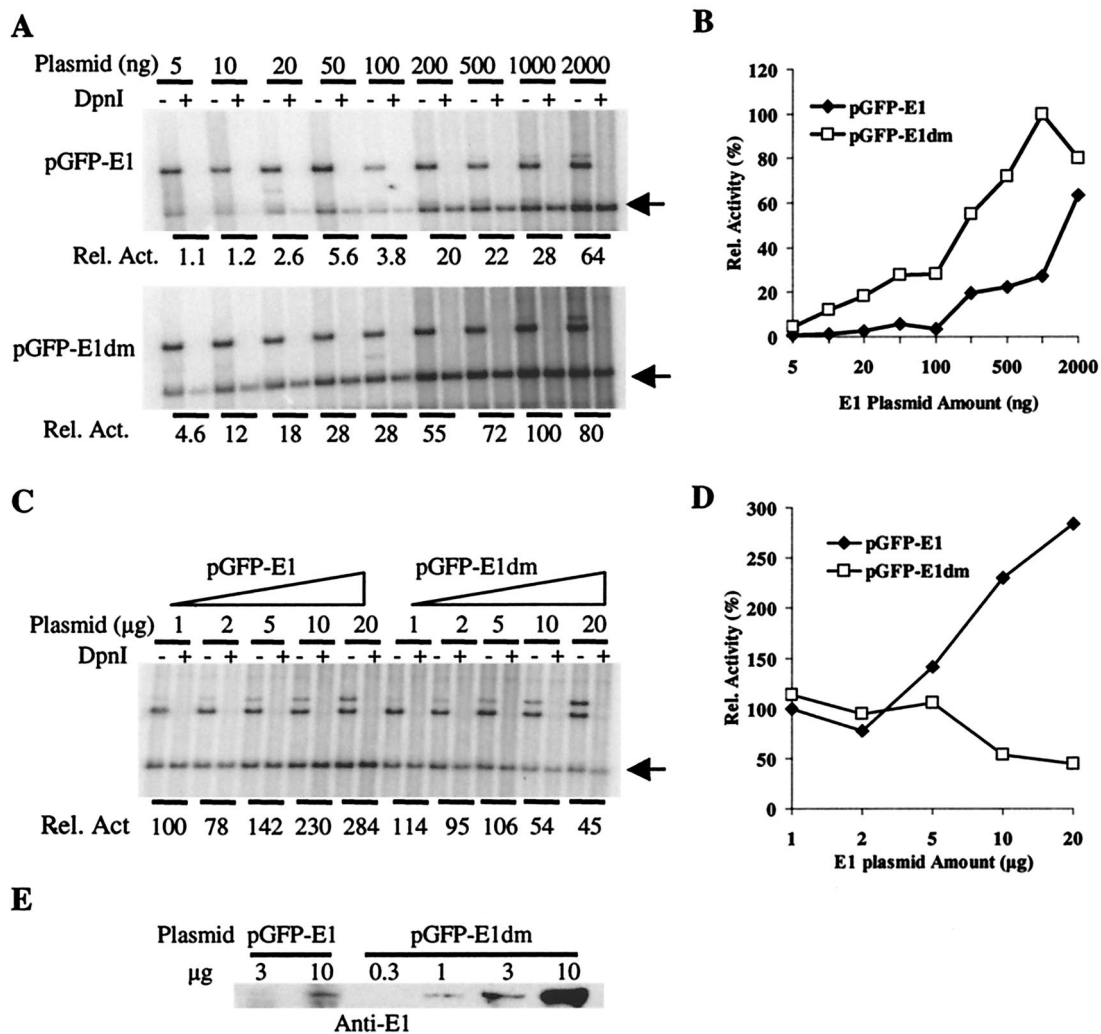 A
Plasmid (ng) 5 10 20 50 100 200 500 1000 2000
DpnI - + - + - + - + - + - + - + - + - +
pGFP-E1
Rel. Act. 1.1 1.2 2.6 5.6 3.8 20 22 28 64
pGFP-E1dm
Rel. Act. 4.6 12 18 28 28 55 72 100 80
B
120
100
80
60
40
20
0
Rel. Activity (%)
pGFP-E1
pGFP-E1dm
5 20 100 500 2000
E1 Plasmid Amount (ng)
C
pGFP-E1 pGFP-E1dm
Plasmid (µg) 1 2 5 10 20 1 2 5 10 20
DpnI - + - + - + - + - + - + - + - + - + - +
Rel. Act 100 78 142 230 284 114 95 106 54 45
D
300
250
200
150
100
50
0
Rel. Activity (%)
pGFP-E1
pGFP-E1dm
1 2 5 10 20
E1 plasmid Amount (µg)
E
Plasmid pGFP-E1 pGFP-E1dm
µg 3 10 0.3 1 3 10
Anti-E1